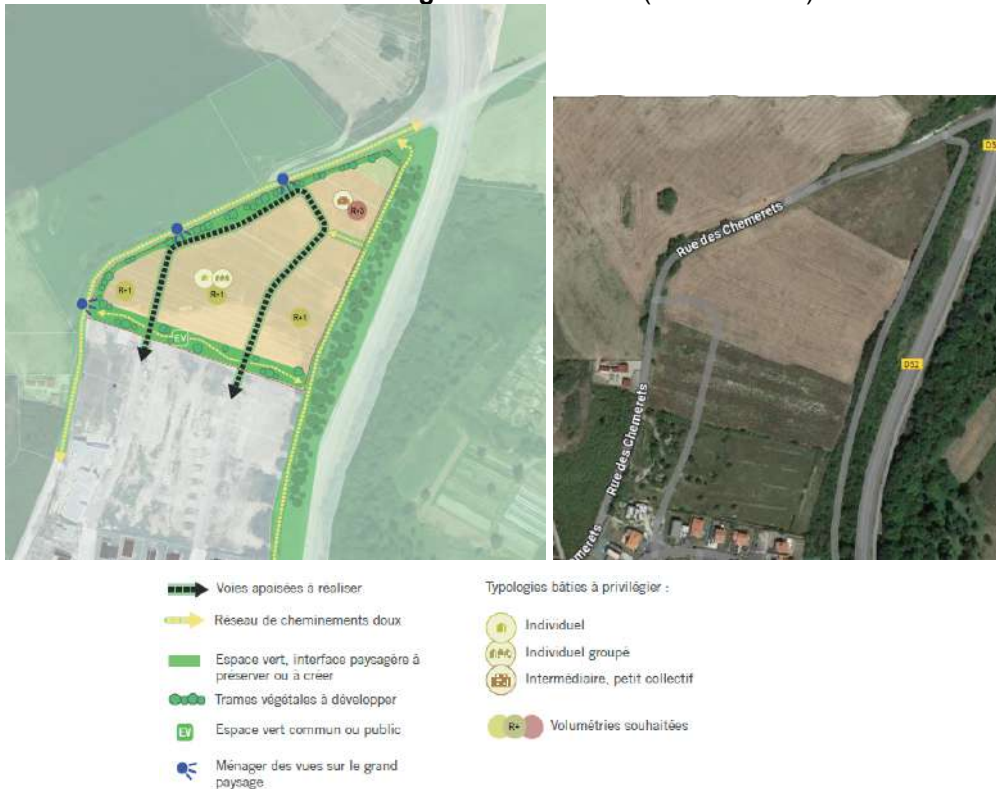 R+3
R+1
R+1
R+1
EV
Rue des Chemerets
Rue des Chemerets
D52
Voies apaisées à réaliser
Réseau de cheminements doux
Espace vert, interface paysagère à
préserver ou à créer
Trames végétales à développer
EV
Espace vert commun ou public
Ménager des vues sur le grand
paysage
Typologies bâties à privilégier :
Individuel
Individuel groupé
Intermédiaire, petit collectif
R+
Volumétries souhaitées